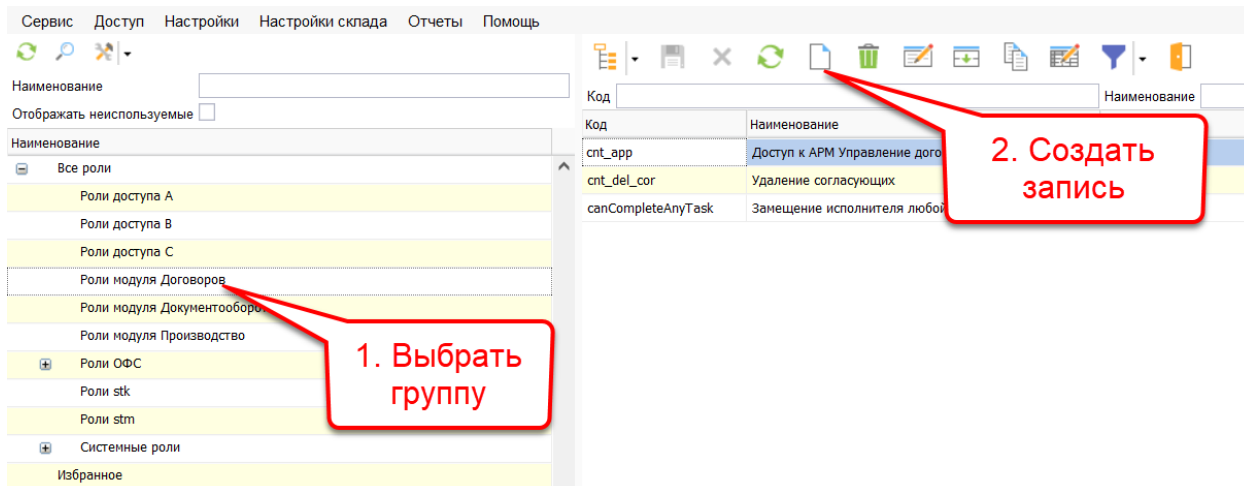 Сервис Доступ Настройки Настройки склада Отчеты Помощь
Наименование
Отображать неиспользуемые
Наименование
Все роли
Роли доступа A
Роли доступа B
Роли доступа C
Роли модуля Договоров
Роли модуля Документооборот
Роли модуля Производство
Роли ОФС
Роли stk
Роли stm
Системные роли
Избранное
1. Выбрать
группу
Код Наименование
Код Наименование
cnt_app Доступ к АРМ Управление дого
cnt_del_cor Удаление согласующих
canCompleteAnyTask Замещение исполнителя любой
2. Создать
запись